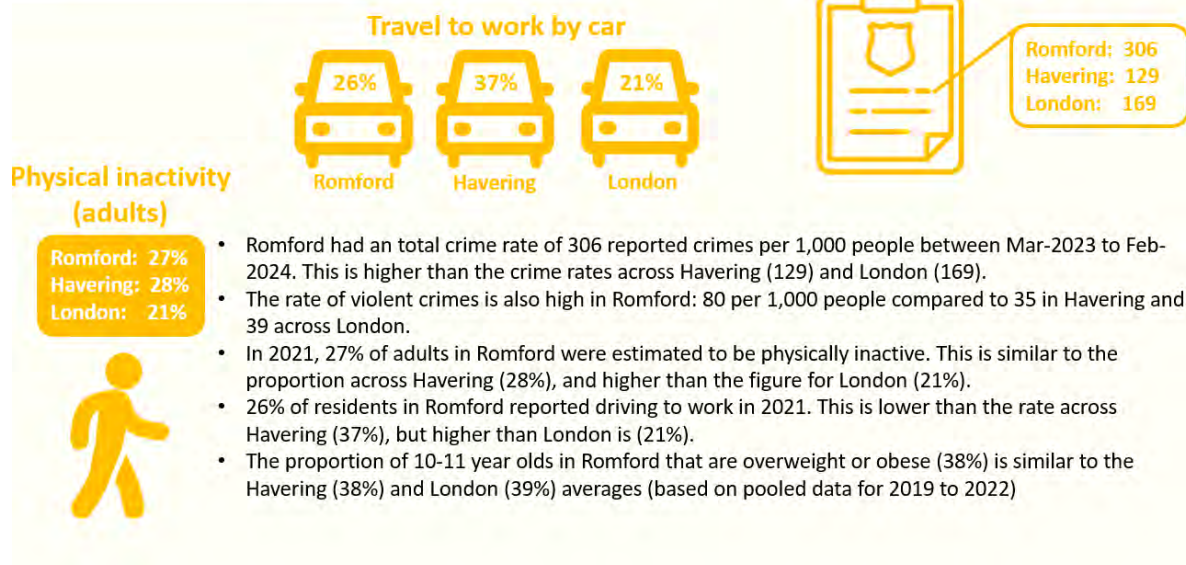 Travel to work by car
26%
37%
21%
Romford
Havering
London
Romford: 306
Havering: 129
London: 169
Physical inactivity
(adults)
Romford: 27%
Havering: 28%
London: 21%
• Romford had an total crime rate of 306 reported crimes per 1,000 people between Mar-2023 to Feb-
2024. This is higher than the crime rates across Havering (129) and London (169).
• The rate of violent crimes is also high in Romford: 80 per 1,000 people compared to 35 in Havering and
39 across London.
• In 2021, 27% of adults in Romford were estimated to be physically inactive. This is similar to the
proportion across Havering (28%), and higher than the figure for London (21%).
• 26% of residents in Romford reported driving to work in 2021. This is lower than the rate across
Havering (37%), but higher than London is (21%).
• The proportion of 10-11 year olds in Romford that are overweight or obese (38%) is similar to the
Havering (38%) and London (39%) averages (based on pooled data for 2019 to 2022)